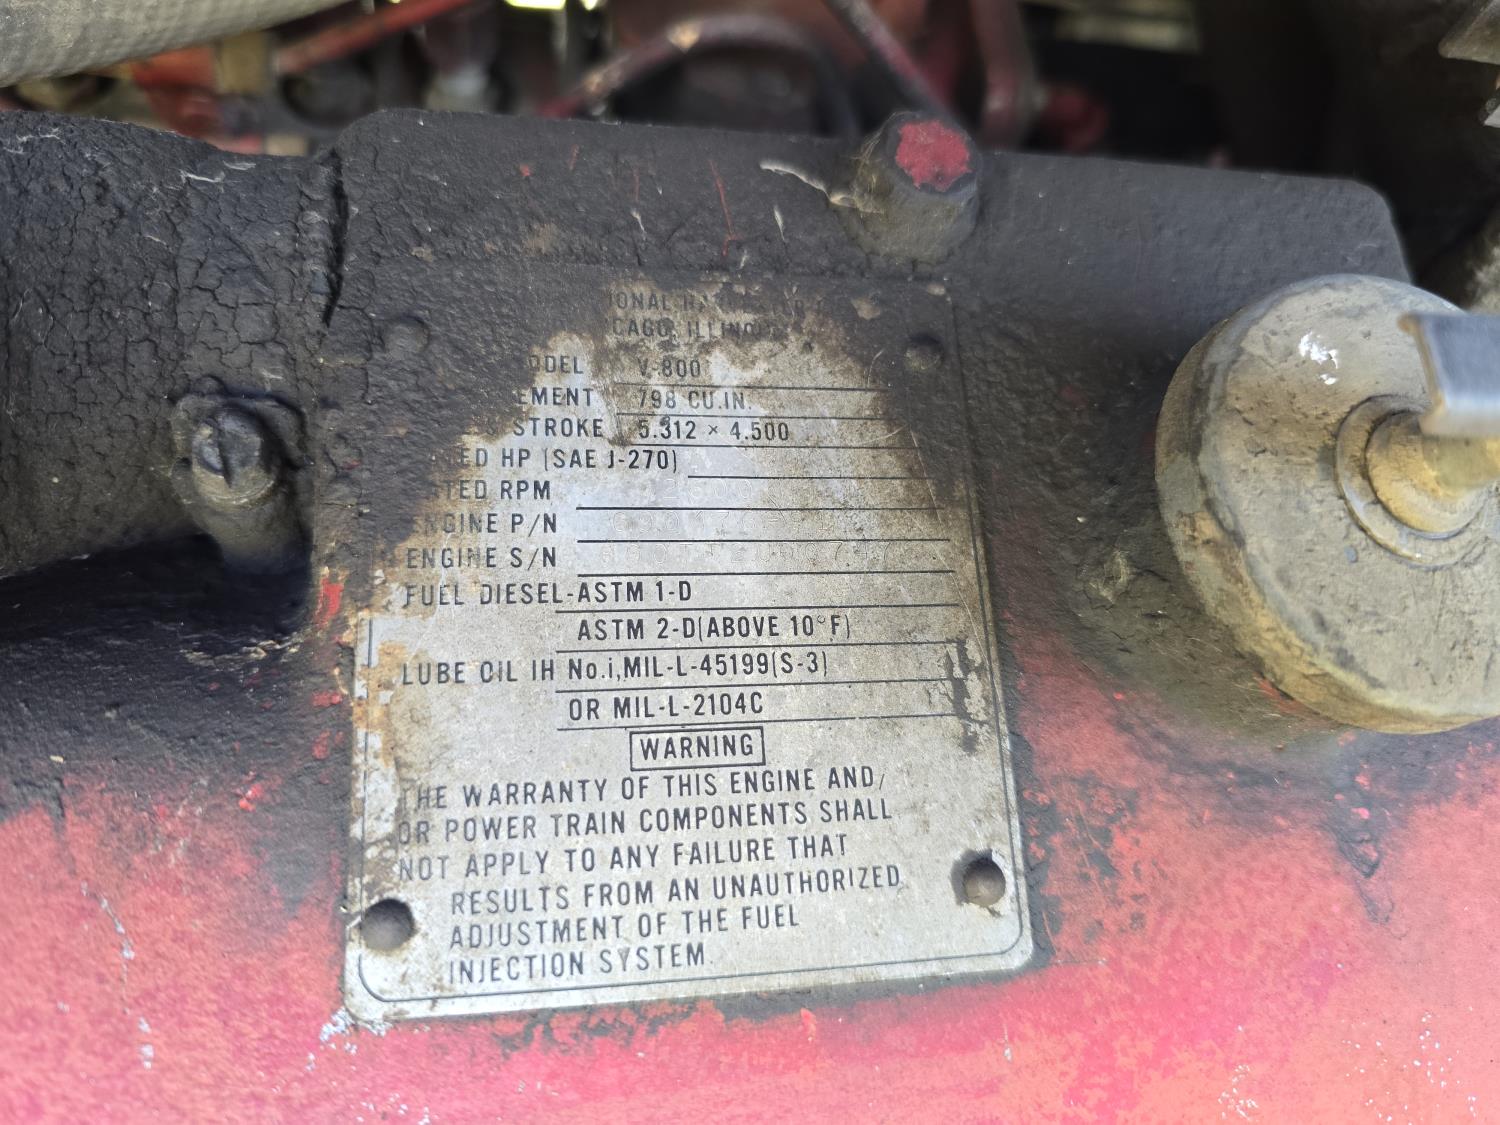 CAGO, ILLINO
ODEL V-800
EMENT 798 CU.IN.
STROKE 5.312 × 4.500
ED HP (SAE J-270)
TED RPM 2600
ENGINE P/N
ENGINE S/N
FUEL DIESEL-ASTM 1-D
ASTM 2-D(ABOVE 10°F)
LUBE OIL IH No.i,MIL-L-45199(S-3)
OR MIL-L-2104C
WARNING
THE WARRANTY OF THIS ENGINE AND/
OR POWER TRAIN COMPONENTS SHALL
NOT APPLY TO ANY FAILURE THAT
RESULTS FROM AN UNAUTHORIZED
ADJUSTMENT OF THE FUEL
INJECTION SYSTEM.